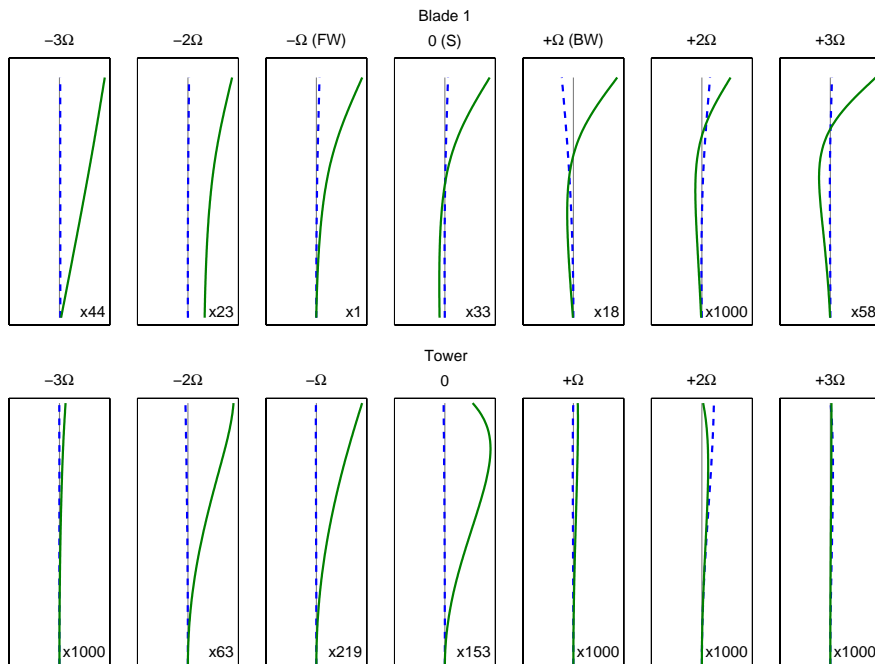 Blade 1
−3Ω −2Ω −Ω (FW) 0 (S) +Ω (BW) +2Ω +3Ω
x44 x23 x1 x33 x18 x1000 x58
Tower
−3Ω −2Ω −Ω 0 +Ω +2Ω +3Ω
x1000 x63 x219 x153 x1000 x1000 x1000